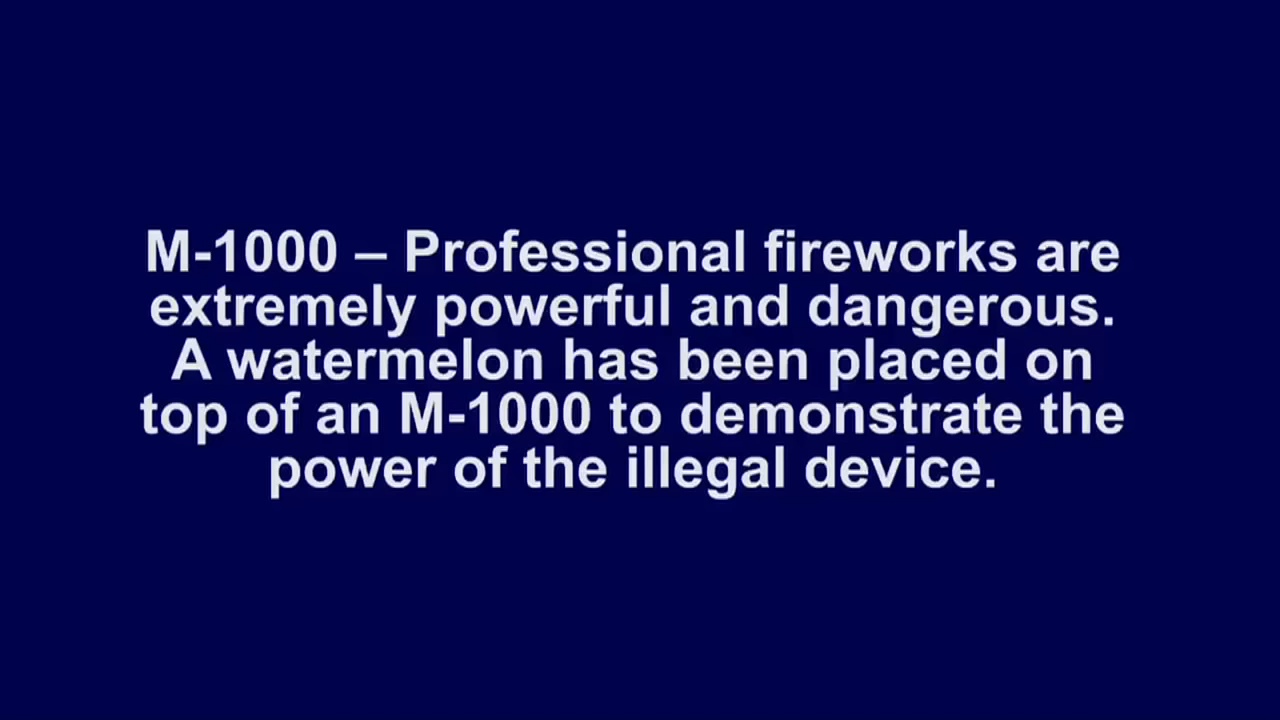 M-1000 – Professional fireworks are
extremely powerful and dangerous.
A watermelon has been placed on
top of an M-1000 to demonstrate the
power of the illegal device.